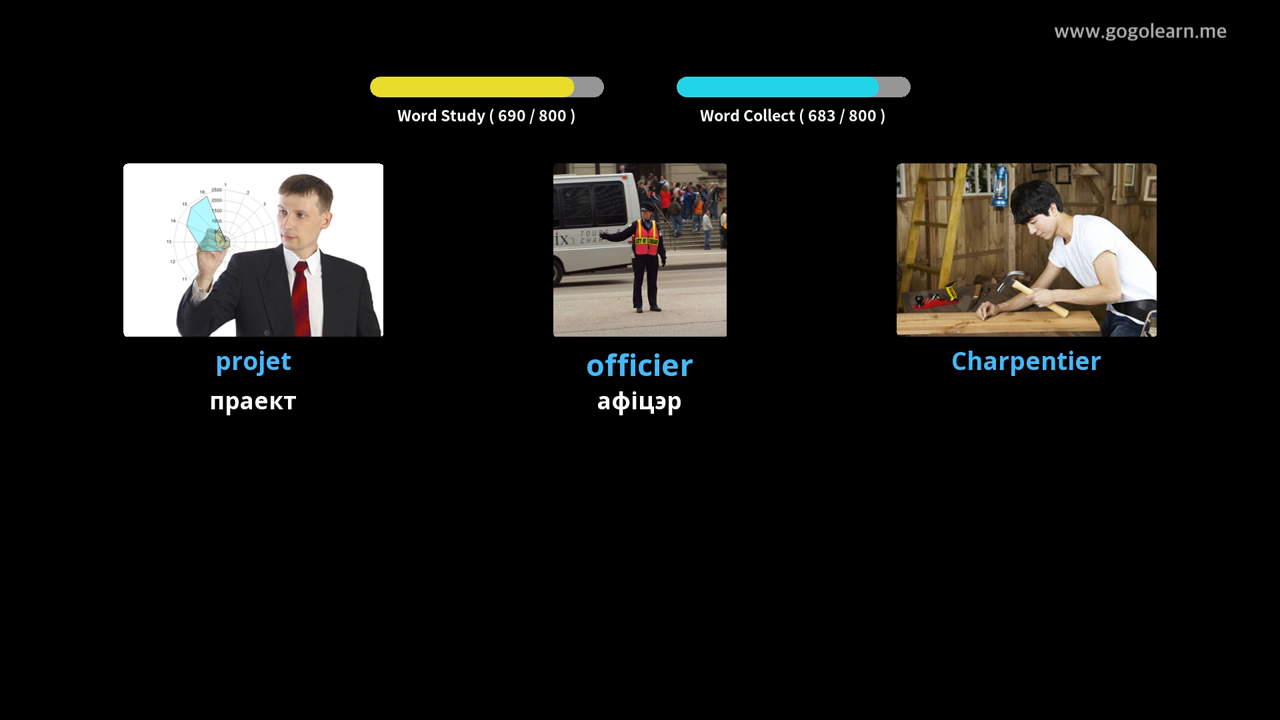 www.gogolearn.me
Word Study ( 690 / 800 )
Word Collect ( 683 / 800 )
projet
officier
Charpentier
праект
афіцэр